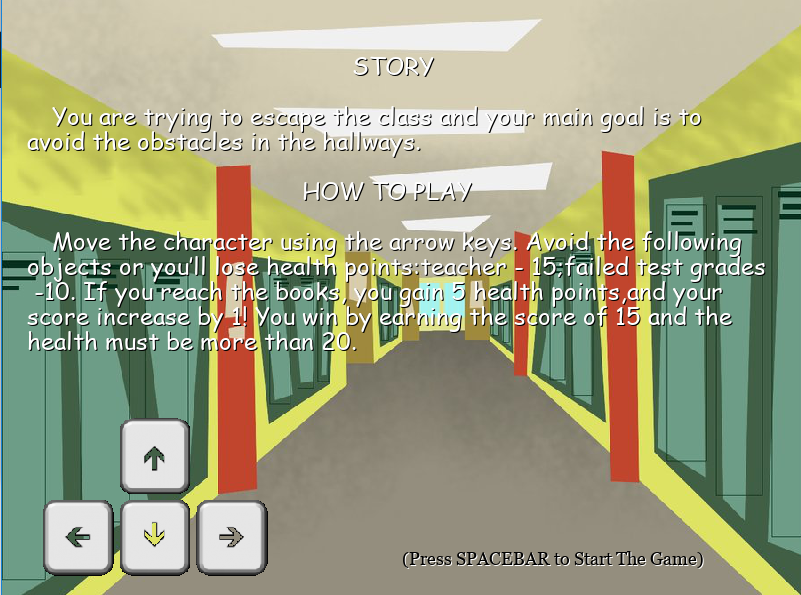 STORY
You are trying to escape the class and your main goal is to
avoid the obstacles in the hallways.
HOW TO PLAY
Move the character using the arrow keys. Avoid the following
objects or you'll lose health points:teacher - 15;failed test grades
-10. If you reach the books, you gain 5 health points,and your
score increase by 1! You win by earning the score of 15 and the
health must be more than 20.
(Press SPACEBAR to Start The Game)